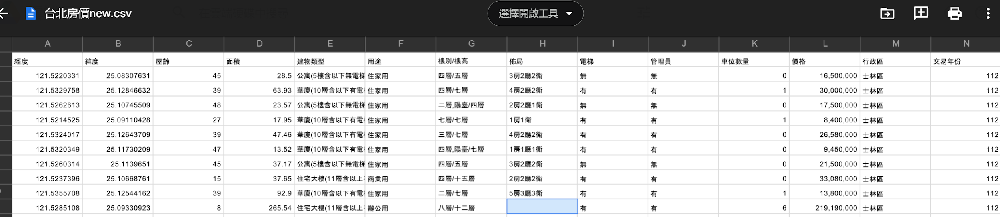 台北房價new.csv 選擇開啟工具
A B C D E F G H I J K L M N
經度 緯度 屋齡 面積 建物類型 用途 樓別/樓高 佈局 電梯 管理員 車位數量 價格 行政區 交易年份
121.5220331 25.08307631 45 28.5 公寓(5樓含以下無電梯 住家用 四層/五層 3房2廳2衛 無 無 0 16,500,000 士林區 112
121.5329758 25.12846632 39 63.93 華廈(10層含以下有電 住家用 四層/七層 4房2廳2衛 有 有 1 30,000,000 士林區 112
121.5262613 25.10745509 48 23.57 公寓(5樓含以下無電梯 住家用 二層,陽臺/四層 2房2廳1衛 無 無 0 17,500,000 士林區 112
121.5214525 25.09110428 27 17.95 華廈(10層含以下有電 住家用 七層/七層 1房1衛 有 有 1 8,400,000 士林區 112
121.5324017 25.12643709 39 47.46 華廈(10層含以下有電 住家用 三層/七層 4房2廳2衛 有 有 0 26,580,000 士林區 112
121.5320349 25.11730209 47 13.52 華廈(10層含以下有電 住家用 四層,陽臺/七層 1房1廳1衛 有 有 0 9,450,000 士林區 112
121.5260314 25.1139651 45 37.17 公寓(5樓含以下無電梯 住家用 四層/五層 3房2廳2衛 無 無 0 21,500,000 士林區 112
121.5237396 25.10668761 15 37.65 住宅大樓(11層含以上 商業用 四層/十五層 2房2廳2衛 有 有 0 33,080,000 士林區 112
121.5355708 25.12544162 39 92.9 華廈(10層含以下有電 住家用 二層/七層 5房3廳3衛 有 有 1 13,800,000 士林區 112
121.5285108 25.09330923 8 265.54 住宅大樓(11層含以上 辦公用 八層/十二層 有 有 6 219,190,000 士林區 112